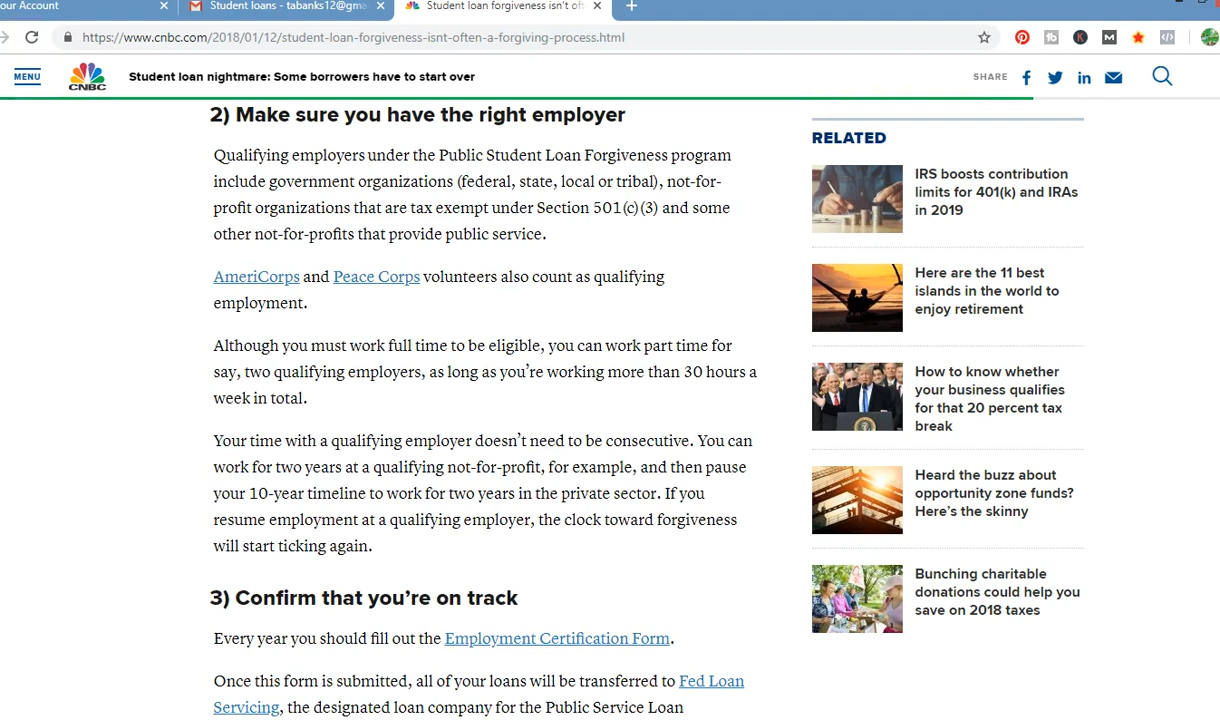 our Account
Student loans - tabanks12@gma
Student loan forgiveness isn't oft
https://www.cnbc.com/2018/01/12/student-loan-forgiveness-isnt-often-a-forgiving-process.html
MENU
CNBC
Student loan nightmare: Some borrowers have to start over
SHARE
2) Make sure you have the right employer
Qualifying employers under the Public Student Loan Forgiveness program
include government organizations (federal, state, local or tribal), not-for-
profit organizations that are tax exempt under Section 501(c)(3) and some
other not-for-profits that provide public service.
AmeriCorps and Peace Corps volunteers also count as qualifying
employment.
Although you must work full time to be eligible, you can work part time for
say, two qualifying employers, as long as you’re working more than 30 hours a
week in total.
Your time with a qualifying employer doesn’t need to be consecutive. You can
work for two years at a qualifying not-for-profit, for example, and then pause
your 10-year timeline to work for two years in the private sector. If you
resume employment at a qualifying employer, the clock toward forgiveness
will start ticking again.
3) Confirm that you’re on track
Every year you should fill out the Employment Certification Form.
Once this form is submitted, all of your loans will be transferred to Fed Loan
Servicing, the designated loan company for the Public Service Loan
RELATED
IRS boosts contribution
limits for 401(k) and IRAs
in 2019
Here are the 11 best
islands in the world to
enjoy retirement
How to know whether
your business qualifies
for that 20 percent tax
break
Heard the buzz about
opportunity zone funds?
Here’s the skinny
Bunching charitable
donations could help you
save on 2018 taxes